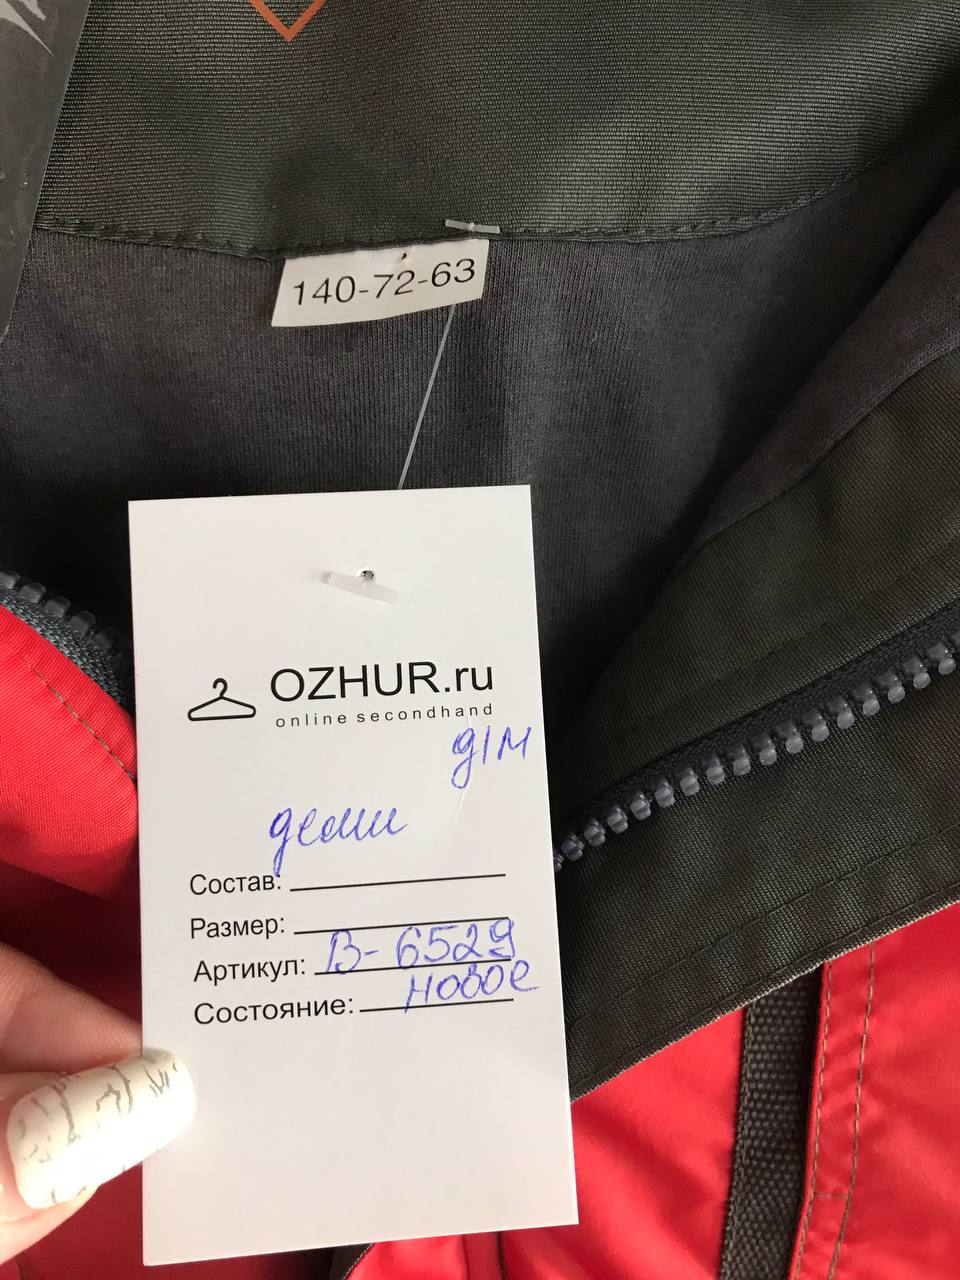 140-72-63
OZHUR.ru
online secondhand
д/м
деми
Состав:
Размер:
Артикул: В-6529
Состояние: новое